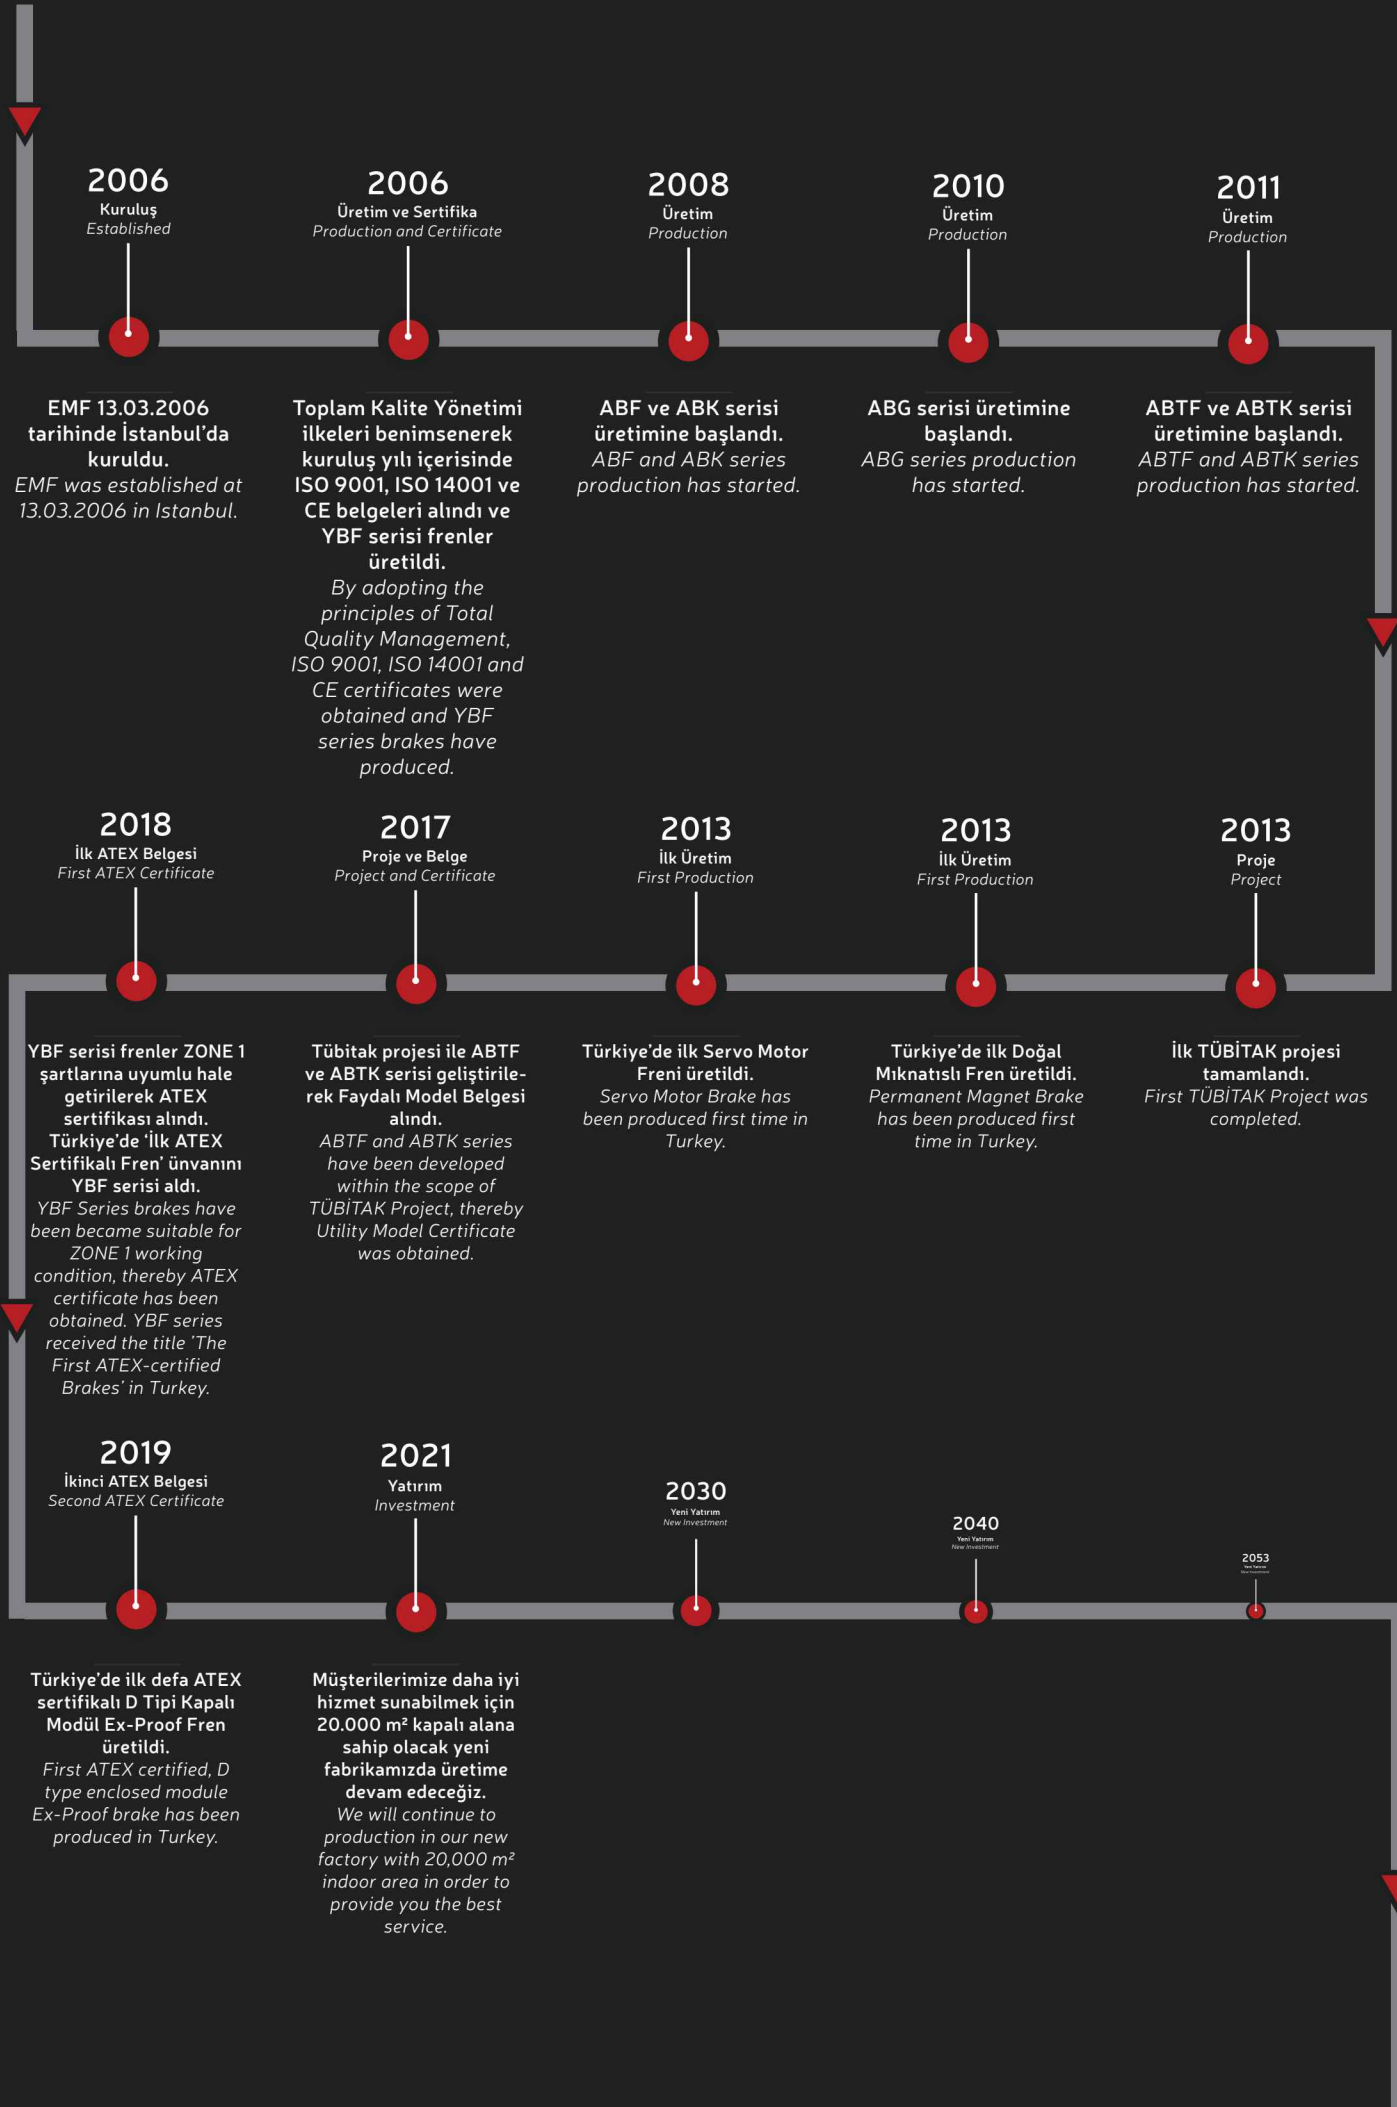 2006
Kuruluş
Established
EMF 13.03.2006
tarihinde İstanbul’da
kuruldu.
EMF was established at
13.03.2006 in Istanbul.
2006
Üretim ve Sertifika
Production and Certificate
Toplam Kalite Yönetimi
ilkeleri benimsenerek
kuruluş yılı içerisinde
ISO 9001, ISO 14001 ve
CE belgeleri alındı ve
YBF serisi frenler
üretildi.
By adopting the
principles of Total
Quality Management,
ISO 9001, ISO 14001 and
CE certificates were
obtained and YBF
series brakes have
produced.
2008
Üretim
Production
ABF ve ABK serisi
üretimine başlandı.
ABF and ABK series
production has started.
2010
Üretim
Production
ABG serisi üretimine
başlandı.
ABG series production
has started.
2011
Üretim
Production
ABTF ve ABTK serisi
üretimine başlandı.
ABTF and ABTK series
production has started.
2013
Proje
Project
İlk TÜBİTAK projesi
tamamlandı.
First TÜBİTAK Project was
completed.
2013
İlk Üretim
First Production
Türkiye’de ilk Doğal
Mıknatıslı Fren üretildi.
Permanent Magnet Brake
has been produced first
time in Turkey.
2013
İlk Üretim
First Production
Türkiye’de ilk Servo Motor
Freni üretildi.
Servo Motor Brake has
been produced first time in
Turkey.
2017
Proje ve Belge
Project and Certificate
Tübitak projesi ile ABTF
ve ABTK serisi geliştirile-
rek Faydalı Model Belgesi
alındı.
ABTF and ABTK series
have been developed
within the scope of
TÜBİTAK Project, thereby
Utility Model Certificate
was obtained.
2018
İlk ATEX Belgesi
First ATEX Certificate
YBF serisi frenler ZONE 1
şartlarına uyumlu hale
getirilerek ATEX
sertifikası alındı.
Türkiye’de ‘İlk ATEX
Sertifikalı Fren’ ünvanını
YBF serisi aldı.
YBF Series brakes have
been became suitable for
ZONE 1 working
condition, thereby ATEX
certificate has been
obtained. YBF series
received the title ’The
First ATEX-certified
Brakes’ in Turkey.
2019
İkinci ATEX Belgesi
Second ATEX Certificate
Türkiye’de ilk defa ATEX
sertifikalı D Tipi Kapalı
Modül Ex-Proof Fren
üretildi.
First ATEX certified, D
type enclosed module
Ex-Proof brake has been
produced in Turkey.
2021
Yatırım
Investment
Müşterilerimize daha iyi
hizmet sunabilmek için
20.000 m² kapalı alana
sahip olacak yeni
fabrikamızda üretime
devam edeceğiz.
We will continue to
production in our new
factory with 20,000 m²
indoor area in order to
provide you the best
service.
2030
Yeni Yatırım
New Investment
2040
Yeni Yatırım
New Investment
2053
Yeni Yatırım
New Investment